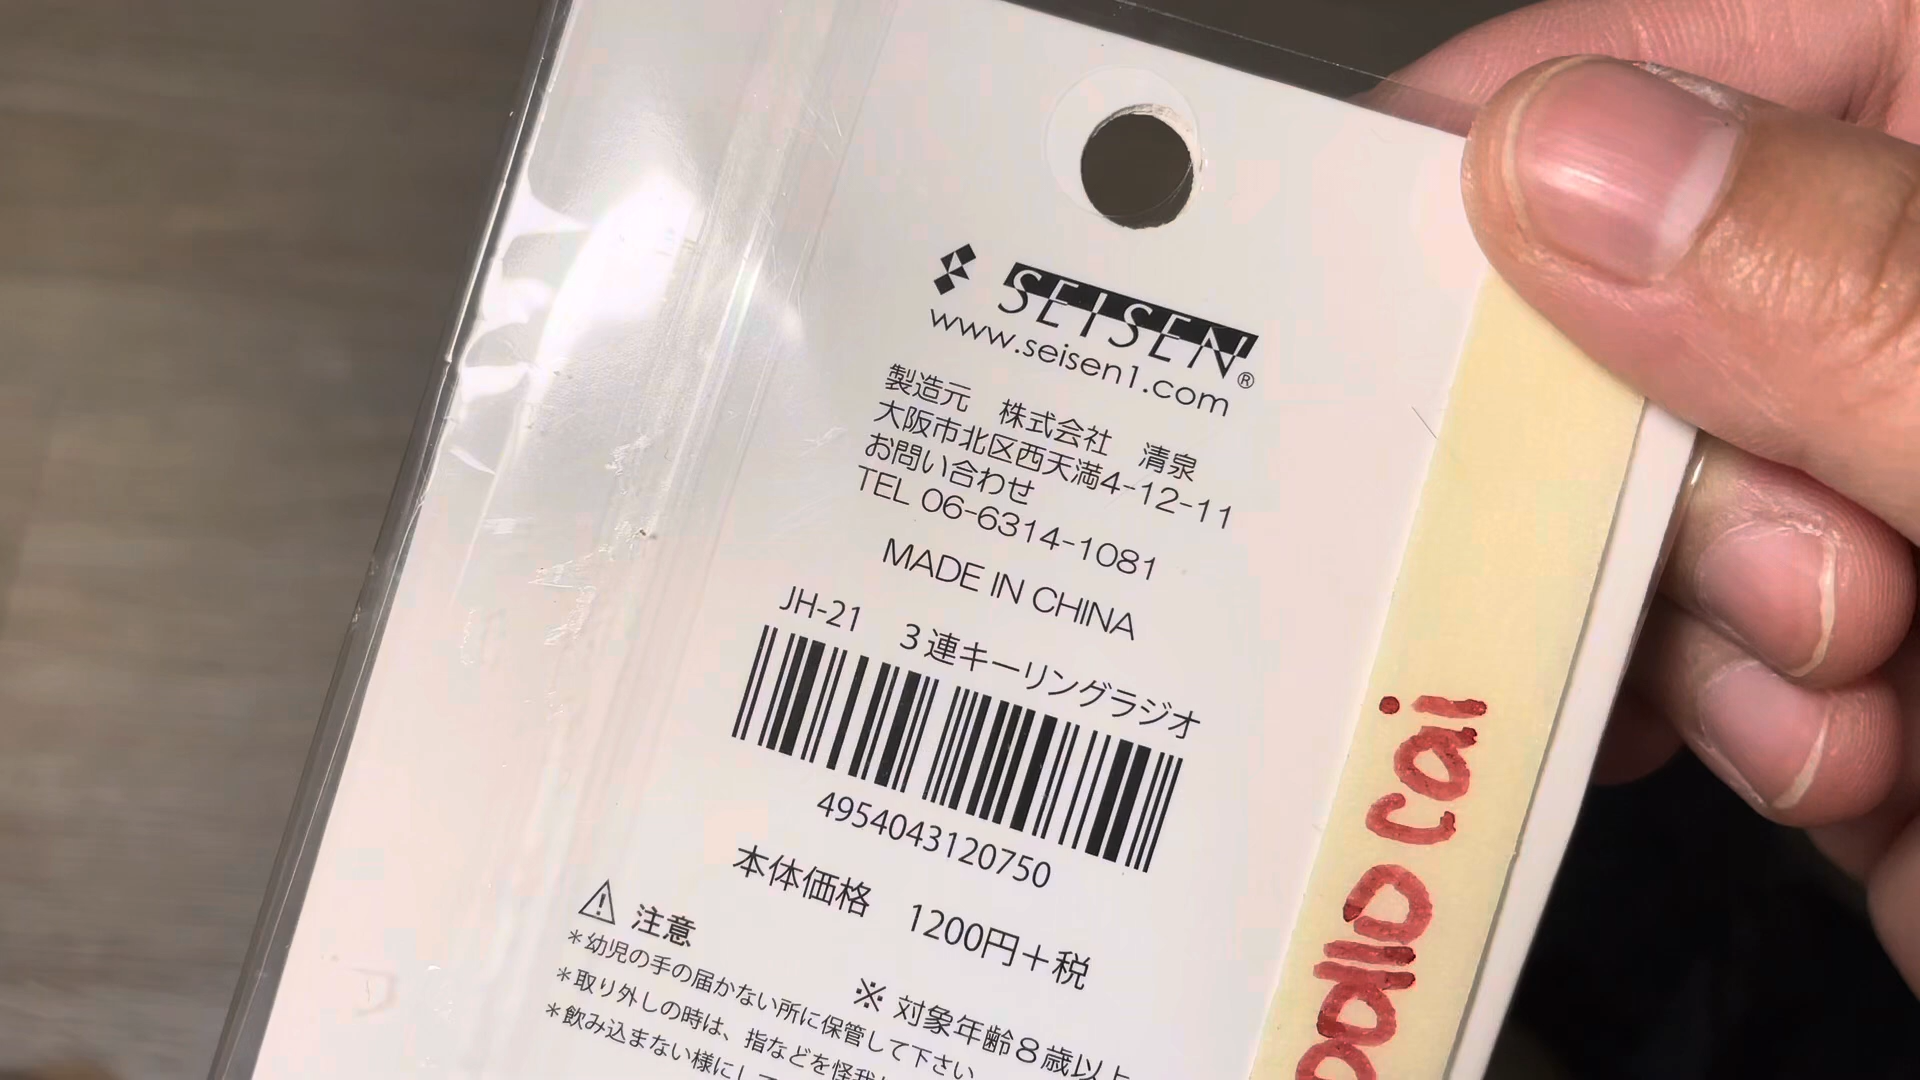 SEISEN®
www.seisen1.com
製造元 株式会社 清泉
大阪市北区西天満4-12-11
お問い合わせ
TEL 06-6314-1081
MADE IN CHINA
JH-21 3連キーリングラジオ
4954043120750
本体価格 1200円+税
注意
※ 対象年齢8歳以上
*幼児の手の届かない所に保管して下さい
*取り外しの時は、指などを怪我
*飲み込まない様にし
cai